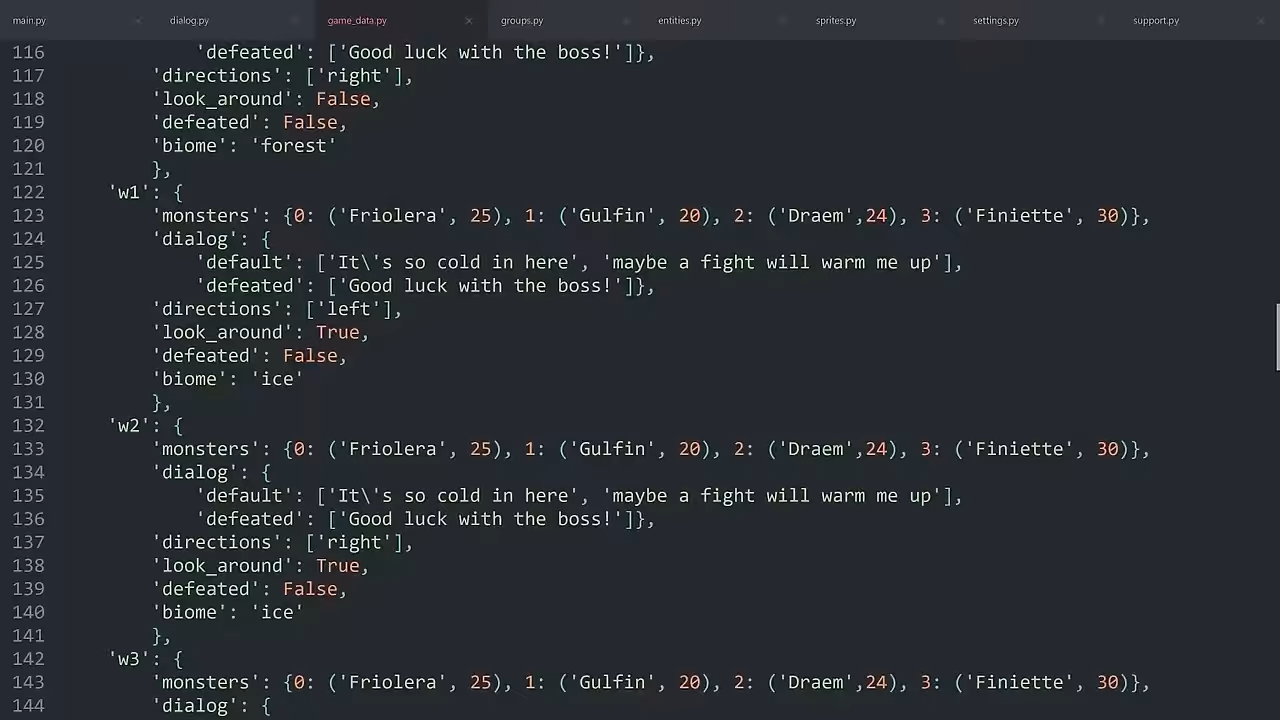 main.py dialog.py game_data.py groups.py entities.py sprites.py settings.py support.py
116 'defeated': ['Good luck with the boss!']},
117 'directions': ['right'],
118 'look_around': False,
119 'defeated': False,
120 'biome': 'forest'
121 },
122 'w1': {
123 'monsters': {0: ('Friolera', 25), 1: ('Gulfin', 20), 2: ('Draem',24), 3: ('Finiette', 30)},
124 'dialog': {
125 'default': ['It\'s so cold in here', 'maybe a fight will warm me up'],
126 'defeated': ['Good luck with the boss!']},
127 'directions': ['left'],
128 'look_around': True,
129 'defeated': False,
130 'biome': 'ice'
131 },
132 'w2': {
133 'monsters': {0: ('Friolera', 25), 1: ('Gulfin', 20), 2: ('Draem',24), 3: ('Finiette', 30)},
134 'dialog': {
135 'default': ['It\'s so cold in here', 'maybe a fight will warm me up'],
136 'defeated': ['Good luck with the boss!']},
137 'directions': ['right'],
138 'look_around': True,
139 'defeated': False,
140 'biome': 'ice'
141 },
142 'w3': {
143 'monsters': {0: ('Friolera', 25), 1: ('Gulfin', 20), 2: ('Draem',24), 3: ('Finiette', 30)},
144 'dialog': {